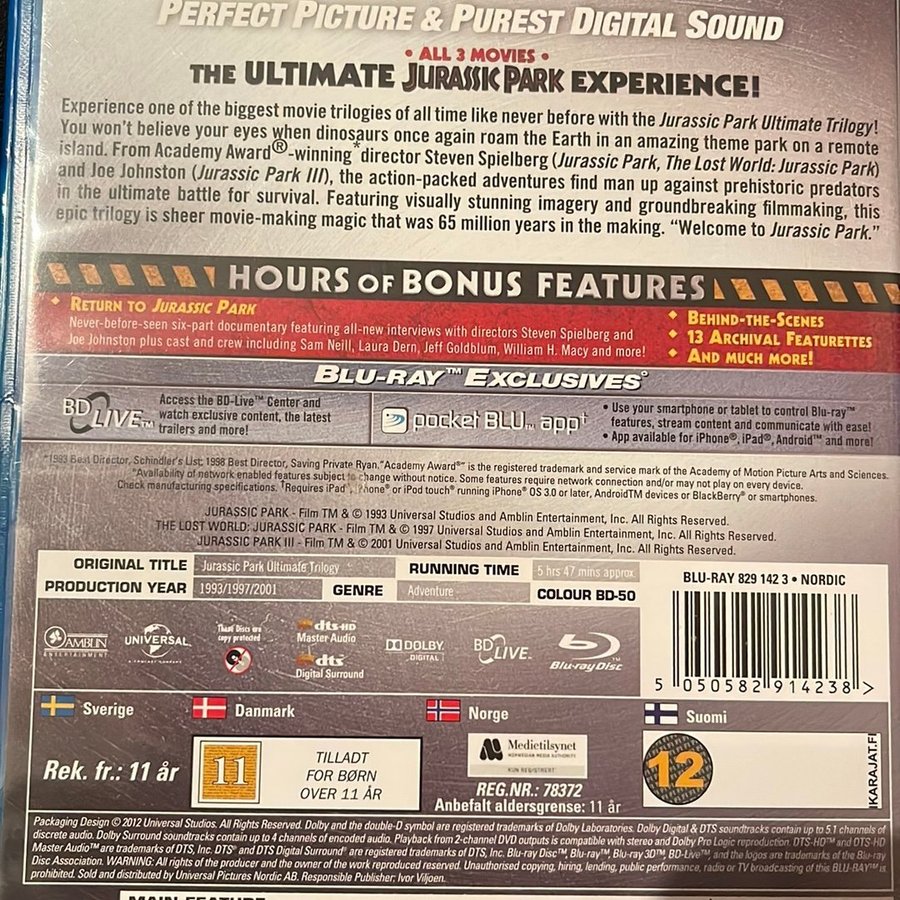 PERFECT PICTURE & PUREST DIGITAL SOUND
• ALL 3 MOVIES •
THE ULTIMATE JURASSIC PARK EXPERIENCE!
Experience one of the biggest movie trilogies of all time like never before with the Jurassic Park Ultimate Trilogy!
You won't believe your eyes when dinosaurs once again roam the Earth in an amazing theme park on a remote
island. From Academy Award®-winning* director Steven Spielberg (Jurassic Park, The Lost World: Jurassic Park)
and Joe Johnston (Jurassic Park III), the action-packed adventures find man up against prehistoric predators
in the ultimate battle for survival. Featuring visually stunning imagery and groundbreaking filmmaking, this
epic trilogy is sheer movie-making magic that was 65 million years in the making. “Welcome to Jurassic Park.”
HOURS OF BONUS FEATURES
RETURN TO JURASSIC PARK
Never-before-seen six-part documentary featuring all-new interviews with directors Steven Spielberg and
Joe Johnston plus cast and crew including Sam Neill, Laura Dern, Jeff Goldblum, William H. Macy and more!
BEHIND-THE-SCENES
13 ARCHIVAL FEATURETTES
AND MUCH MORE!
BLU-RAY™ EXCLUSIVES°
BD LIVE™
Access the BD-Live™ Center and
watch exclusive content, the latest
trailers and more!
pocket BLU™ app†
• Use your smartphone or tablet to control Blu-ray™
features, stream content and communicate with ease!
• App available for iPhone®, iPad®, Android™ and more!
*1993 Best Director, Schindler's List; 1998 Best Director, Saving Private Ryan. "Academy Award®" is the registered trademark and service mark of the Academy of Motion Picture Arts and Sciences.
°Availability of network enabled features subject to change without notice. Some features require network connection and/or may not play on every device.
Check manufacturing specifications. †Requires iPad®, iPhone® or iPod touch® running iPhone® OS 3.0 or later, AndroidTM devices or BlackBerry® or smartphones.
JURASSIC PARK - Film TM & © 1993 Universal Studios and Amblin Entertainment, Inc. All Rights Reserved.
THE LOST WORLD: JURASSIC PARK - Film TM & © 1997 Universal Studios and Amblin Entertainment, Inc. All Rights Reserved.
JURASSIC PARK III - Film TM & © 2001 Universal Studios and Amblin Entertainment, Inc. All Rights Reserved.
ORIGINAL TITLE Jurassic Park Ultimate Trilogy RUNNING TIME 5 hrs 47 mins approx
PRODUCTION YEAR 1993/1997/2001 GENRE Adventure COLOUR BD-50
BLU-RAY 829 142 3 • NORDIC
5 050582 914238 >
AMBLIN
ENTERTAINMENT
UNIVERSAL
A COMCAST COMPANY
These Discs are
copy protected
dts-HD
Master Audio
dts
Digital Surround
DOLBY
DIGITAL
BD LIVE™
Blu-ray Disc™
Sverige
Danmark
Norge
Suomi
Rek. fr.: 11 år
11
TILLADT
FOR BØRN
OVER 11 ÅR
Medietilsynet
NORWEGIAN MEDIA AUTHORITY
KUN REGISTRERT
REG.NR.: 78372
Anbefalt aldersgrense: 11 år
12
IKARAJAT.FI
Packaging Design © 2012 Universal Studios. All Rights Reserved. Dolby and the double-D symbol are registered trademarks of Dolby Laboratories. Dolby Digital & DTS soundtracks contain up to 5.1 channels of
discrete audio. Dolby Surround soundtracks contain up to 4 channels of encoded audio. Playback from 2-channel DVD outputs is compatible with stereo and Dolby Pro Logic reproduction. DTS-HD™ and DTS-HD
Master Audio™ are trademarks of DTS, Inc. DTS® and DTS Digital Surround® are registered trademarks of DTS, Inc. Blu-ray Disc™, Blu-ray™, Blu-ray 3D™, BD-Live™, and the logos are trademarks of the Blu-ray
Disc Association. WARNING: All rights of the producer and the owner of the work reproduced reserved. Unauthorised copying, hiring, lending, public performance, radio or TV broadcasting of this BLU-RAY™ is
prohibited. Sold and distributed by Universal Pictures Nordic AB. Responsible Publisher: Ivor Viljoen.
MAIN FEATURE